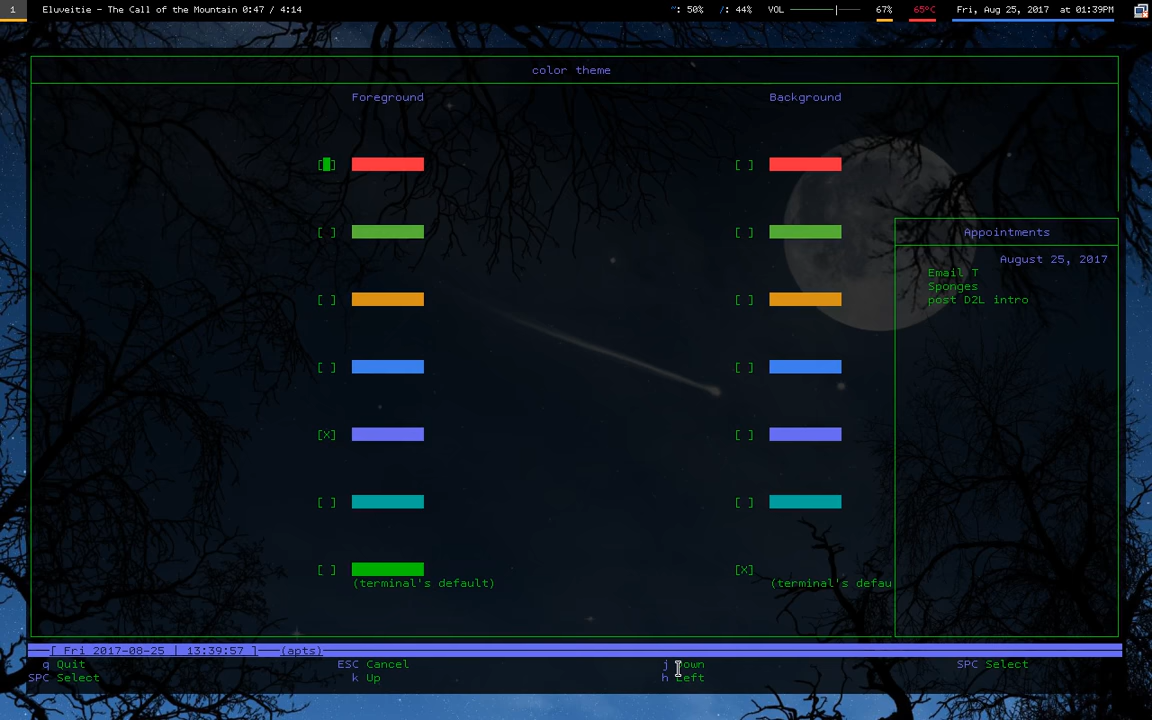 1 Eluveitie - The Call of the Mountain 0:47 / 4:14 ~: 50% /: 44% VOL 67% 65°C Fri, Aug 25, 2017 at 01:39PM
color theme
Foreground Background
[ ] [ ]
[ ] [ ]
Appointments
August 25, 2017
Email T
Sponges
post D2L intro
[ ] [ ]
[ ] [ ]
[X] [ ]
[ ] [ ]
[ ] [X]
(terminal's default) (terminal's defau
[ Fri 2017-08-25 | 13:39:57 ] (apts)
q Quit ESC Cancel j Down SPC Select
SPC Select k Up h Left